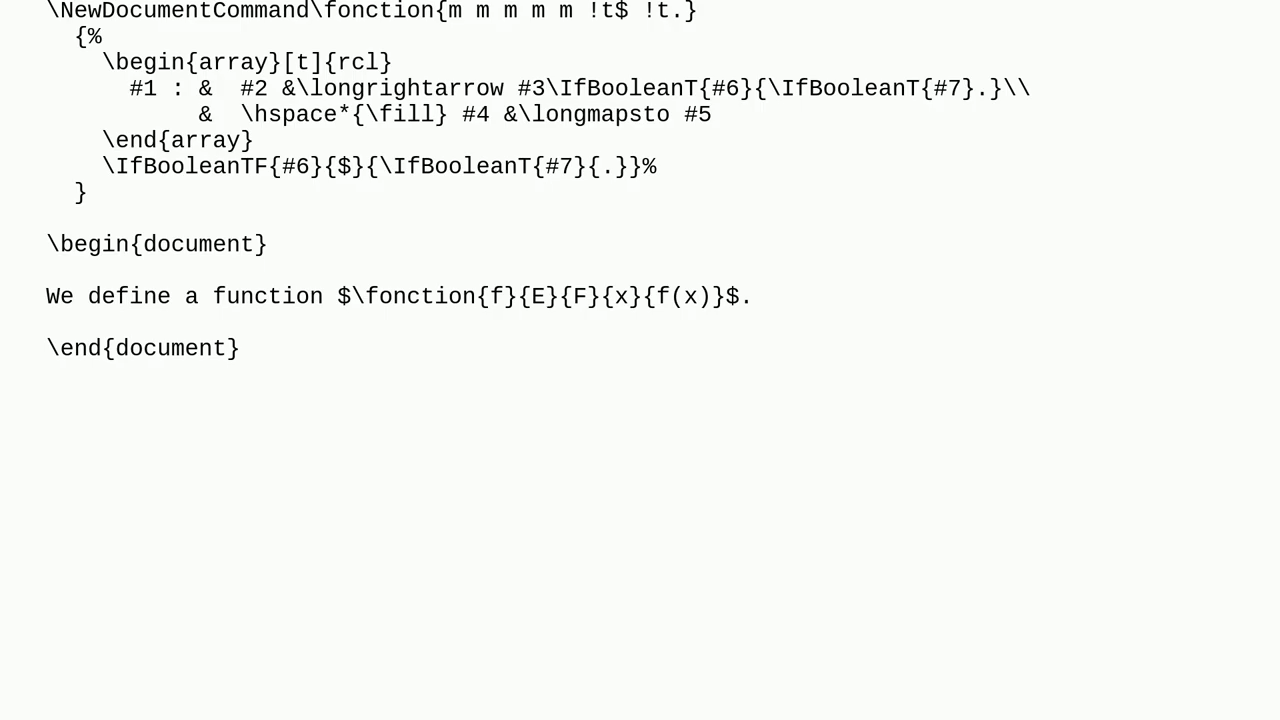 \NewDocumentCommand\fonction{m m m m m !t$ !t.}
  {%
    \begin{array}[t]{rcl}
      #1 : &  #2 &\longrightarrow #3\IfBooleanT{#6}{\IfBooleanT{#7}.}\\
           &  \hspace*{\fill} #4 &\longmapsto #5
    \end{array}
    \IfBooleanTF{#6}{$}{\IfBooleanT{#7}{.}}%
  }
\begin{document}
We define a function $\fonction{f}{E}{F}{x}{f(x)}$.
\end{document}